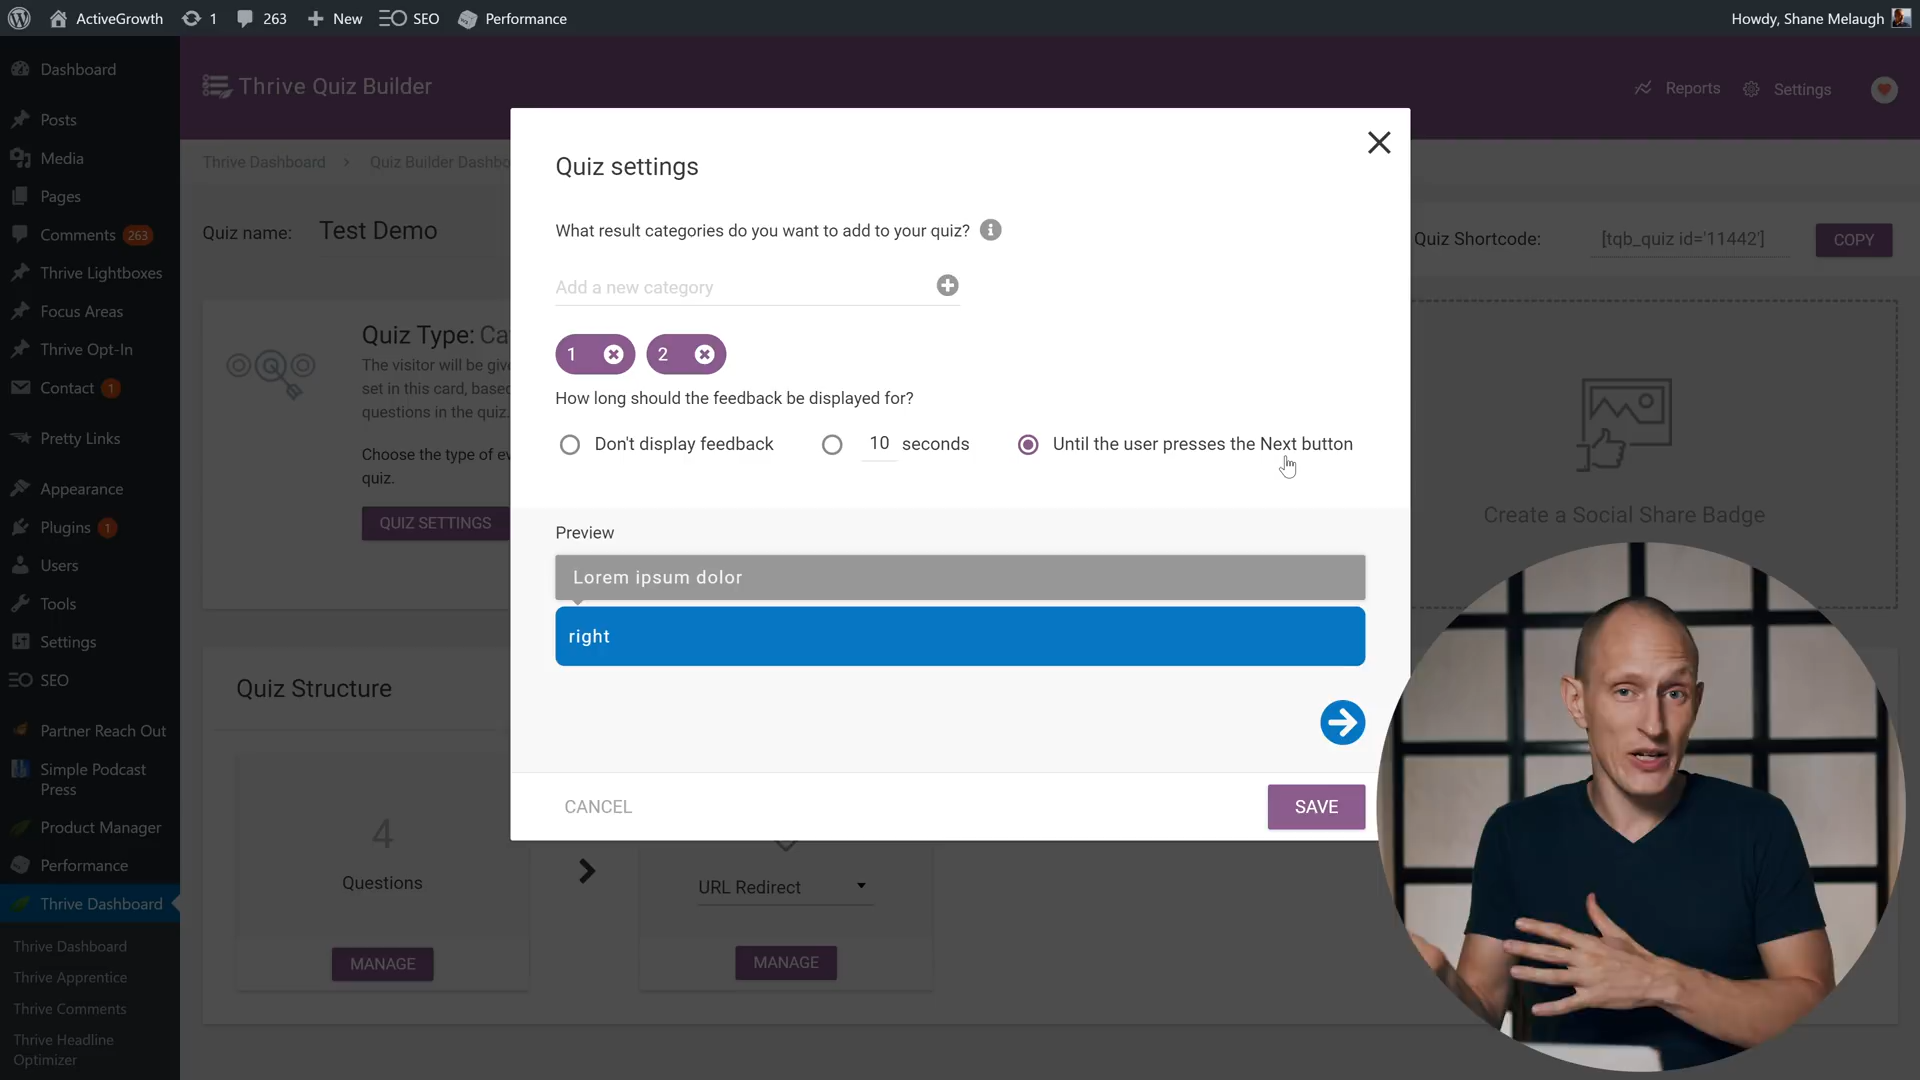 ActiveGrowth
1
263
New
SEO
Performance
Howdy, Shane Melaugh
Dashboard
Posts
Media
Pages
Comments 263
Thrive Lightboxes
Focus Areas
Thrive Opt-In
Contact 1
Pretty Links
Appearance
Plugins 1
Users
Tools
Settings
SEO
Partner Reach Out
Simple Podcast
Press
Product Manager
Performance
Thrive Dashboard
Thrive Dashboard
Thrive Apprentice
Thrive Comments
Thrive Headline
Optimizer
Thrive Quiz Builder
Reports
Settings
Thrive Dashboard > Quiz Builder Dashbo
Quiz name: Test Demo
Quiz Shortcode: [tqb_quiz id='11442']
COPY
Quiz Type: Ca
The visitor will be give
set in this card, base
questions in the quiz.
Choose the type of e
quiz.
QUIZ SETTINGS
Create a Social Share Badge
Quiz Structure
4
Questions
MANAGE
URL Redirect
MANAGE
Quiz settings
What result categories do you want to add to your quiz?
Add a new category
1
2
How long should the feedback be displayed for?
Don't display feedback
10 seconds
Until the user presses the Next button
Preview
Lorem ipsum dolor
right
CANCEL
SAVE